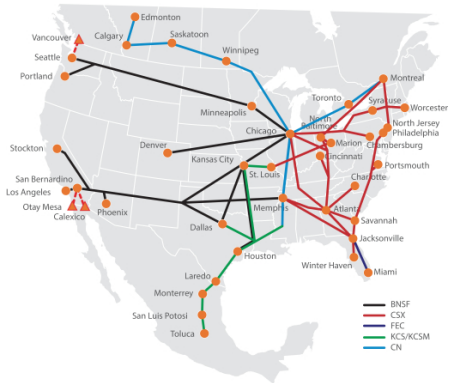 Edmonton
Vancouver
Calgary
Saskatoon
Seattle
Winnipeg
Portland
Montreal
Toronto
Syracuse
Worcester
Minneapolis
North
Baltimore
North Jersey
Chicago
Philadelphia
Stockton
Denver
Marion
Chambersburg
Kansas City
Cincinnati
St. Louis
Portsmouth
San Bernardino
Charlotte
Los Angeles
Otay Mesa
Memphis
Atlanta
Calexico
Phoenix
Dallas
Savannah
Jacksonville
Houston
Winter Haven
Miami
Laredo
Monterrey
San Luis Potosi
Toluca
BNSF
CSX
FEC
KCS/KCSM
CN